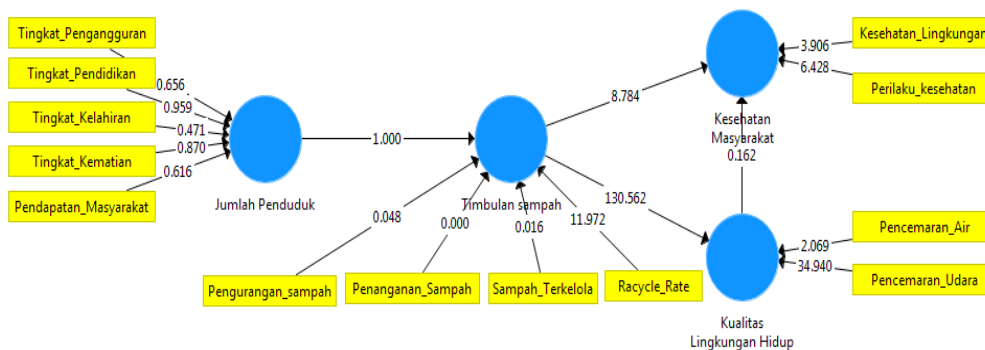 Tingkat_Pengangguran
Tingkat_Pendidikan
Tingkat_Kelahiran
Tingkat_Kematian
Pendapatan_Masyarakat
0.656
0.959
0.471
0.870
0.616
Jumlah Penduduk
1.000
Timbulan sampah
0.048
0.000
0.016
11.972
Pengurangan_sampah
Penanganan_Sampah
Sampah_Terkelola
Racycle_Rate
8.784
130.562
Kesehatan
Masyarakat
0.162
3.906
6.428
Kesehatan_Lingkungan
Perilaku_kesehatan
Kualitas
Lingkungan Hidup
2.069
34.940
Pencemaran_Air
Pencemaran_Udara